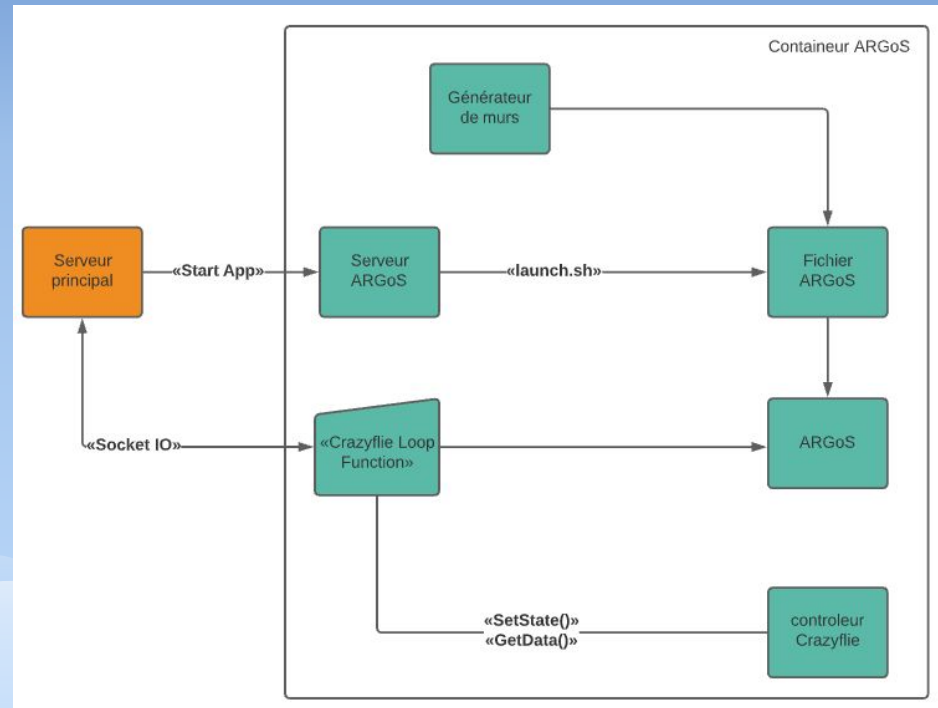 Containeur ARGoS
Générateur
de murs
Serveur
principal
«Start App»
Serveur
ARGoS
«launch.sh»
Fichier
ARGoS
«Socket IO»
«Crazyflie Loop
Function»
ARGoS
«SetState()»
«GetData()»
controleur
Crazyflie